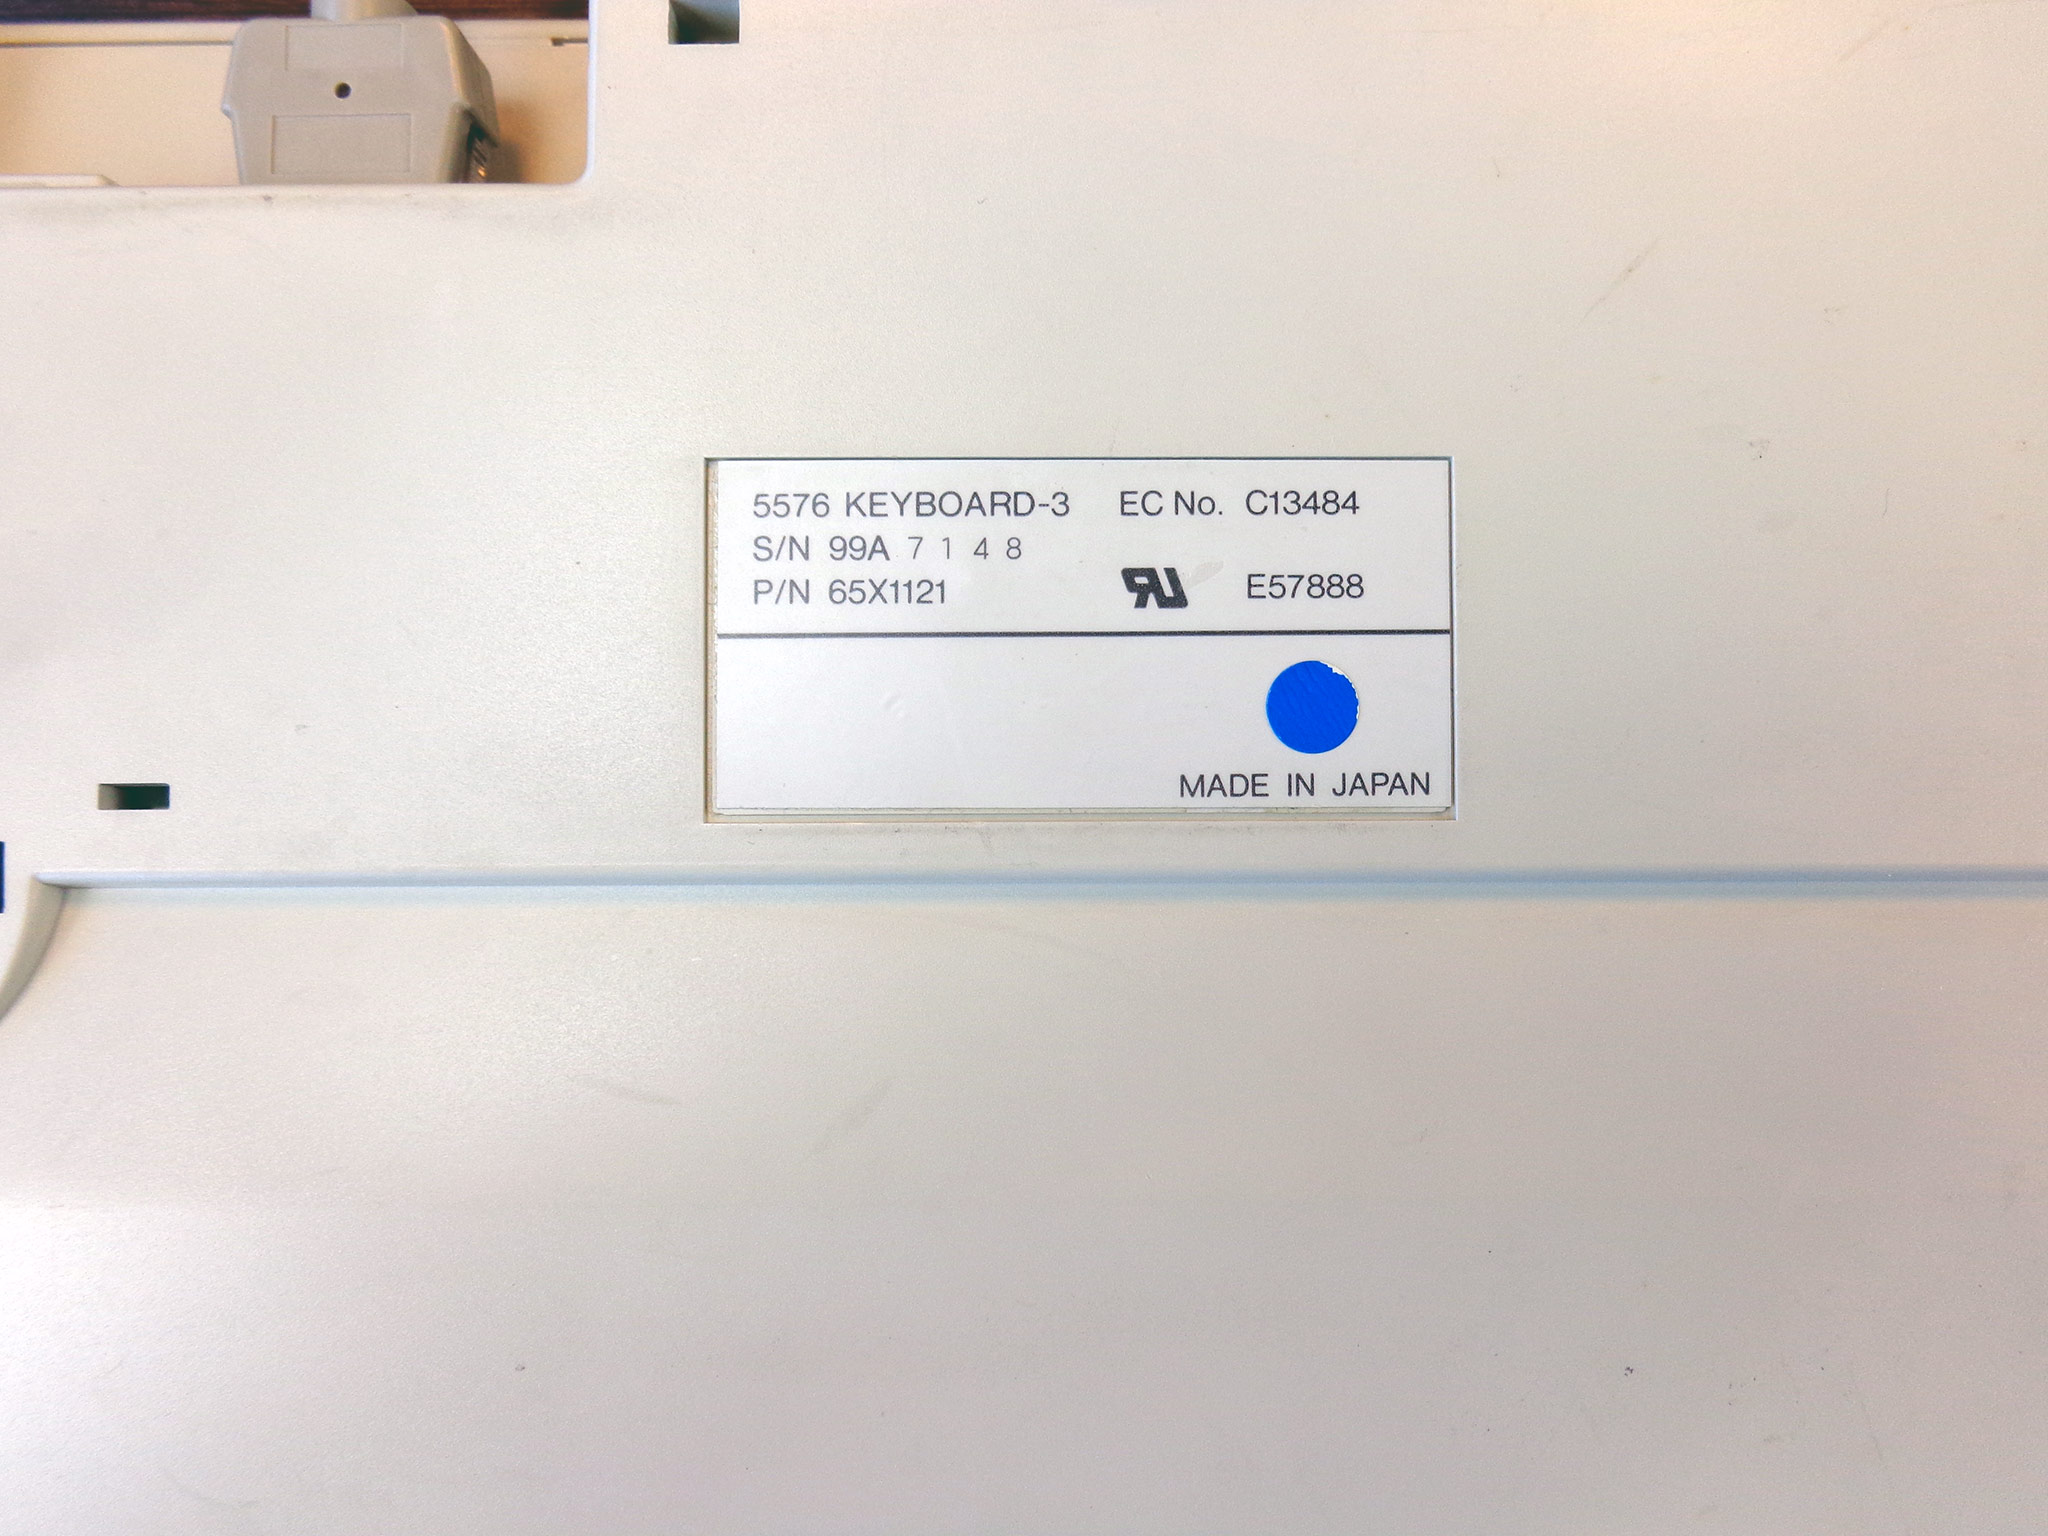 5576 KEYBOARD-3 EC No. C13484
S/N 99A 7 1 4 8
P/N 65X1121 E57888
MADE IN JAPAN